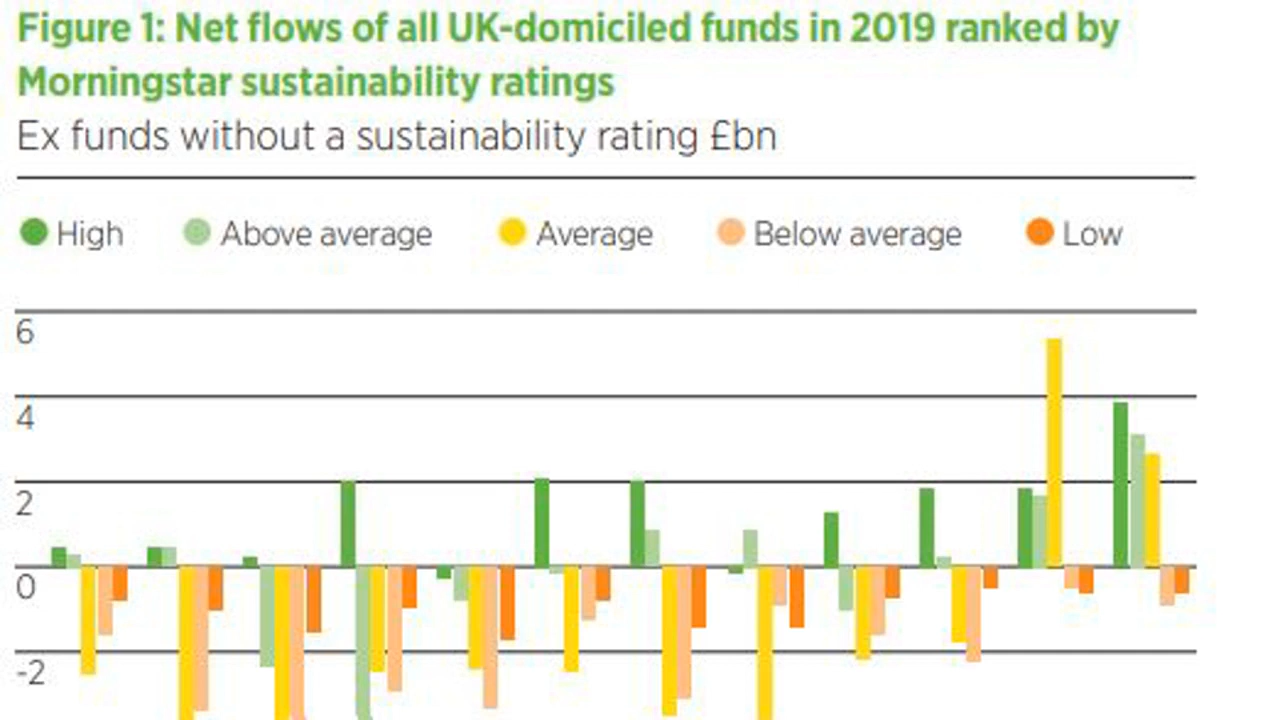 Figure 1: Net flows of all UK-domiciled funds in 2019 ranked by
Morningstar sustainability ratings
Ex funds without a sustainability rating £bn
High Above average Average Below average Low
6
4
2
0
-2